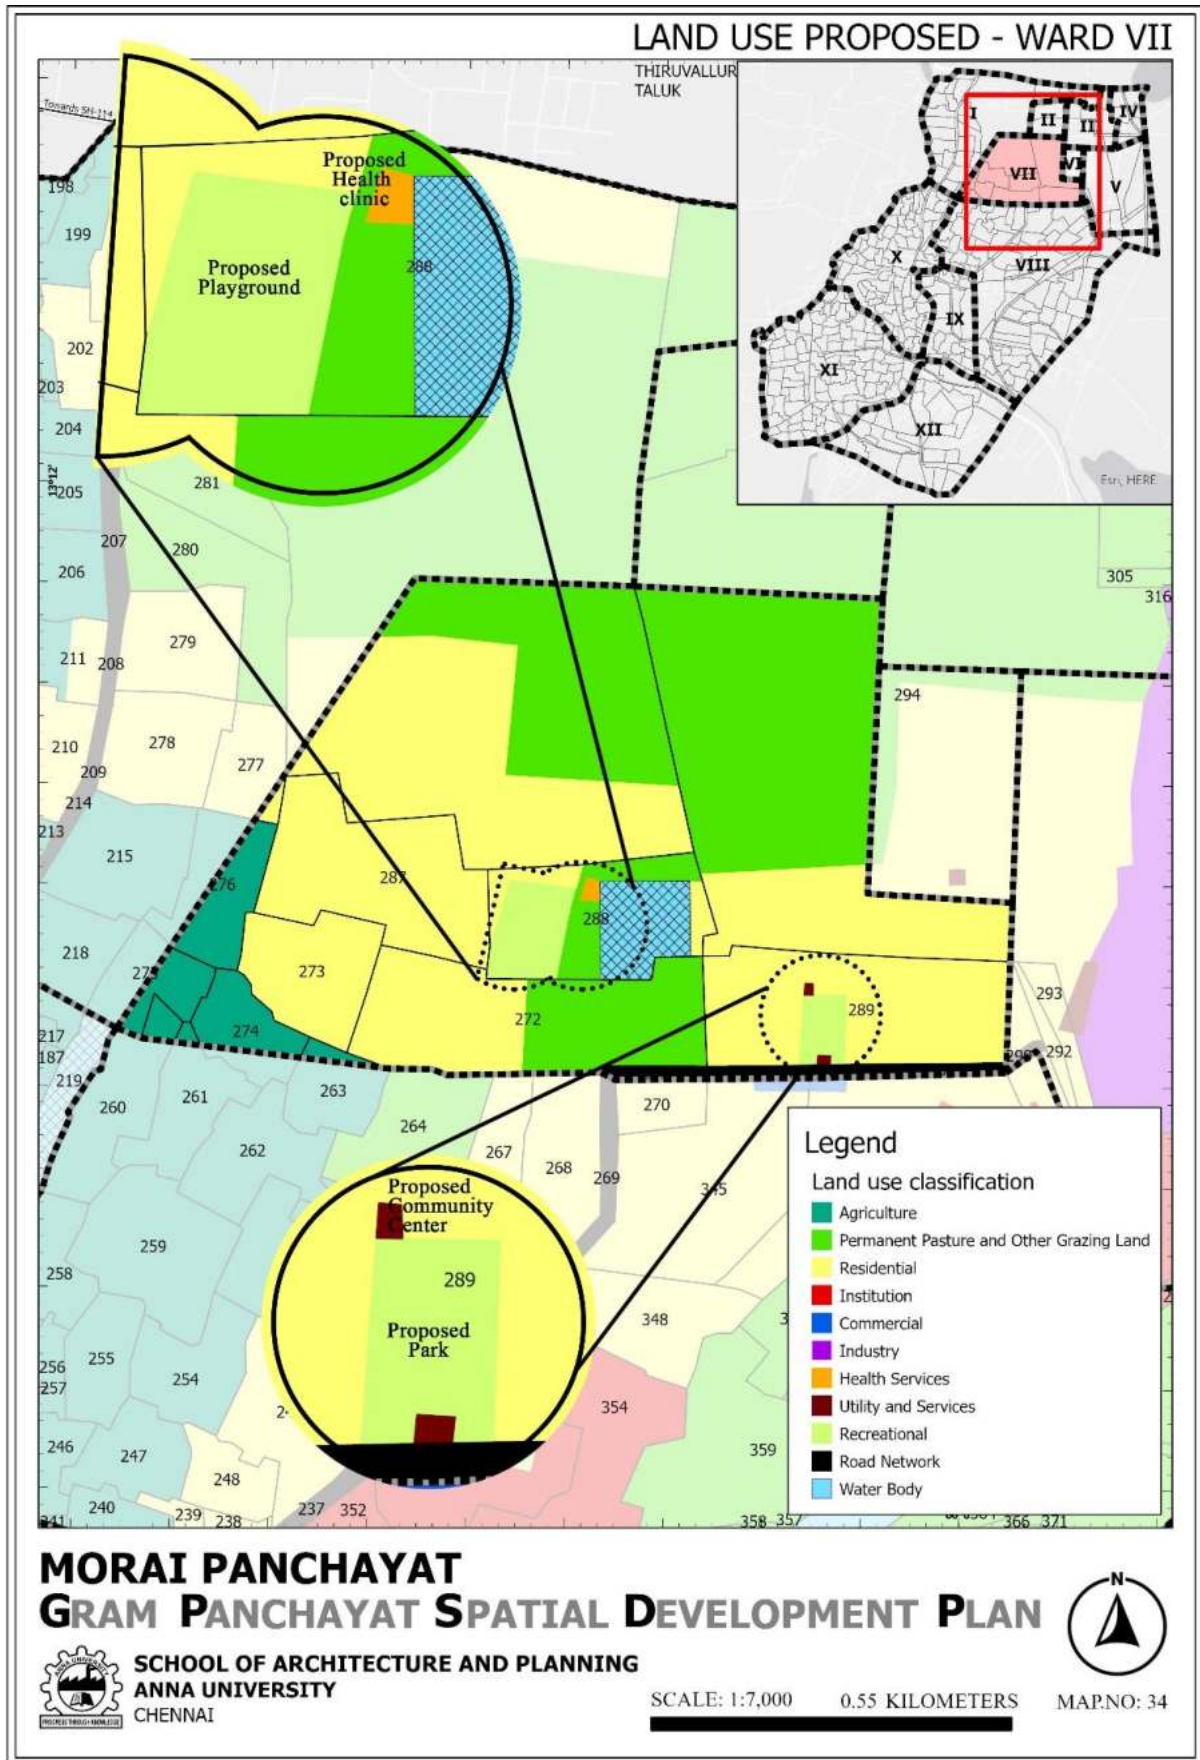 LAND USE PROPOSED - WARD VII
THIRUVALLUR
TALUK
Towards SH-114
I
II
II
IV
VII
VI
V
X
VIII
IX
XI
XII
Esri, HERE
Proposed
Health
clinic
Proposed
Playground
288
198
199
202
203
204
13°12'
205
281
207
280
206
305
316
279
211
208
294
210
278
277
209
214
213
215
276
287
288
218
273
293
289
272
274
217
187
292
219
260
261
263
270
264
262
267
268
269
345
Proposed
Community
Center
289
Proposed
Park
259
258
348
256
255
257
254
354
246
247
359
248
240
239
238
237
352
241
358
357
366
371
Legend
Land use classification
Agriculture
Permanent Pasture and Other Grazing Land
Residential
Institution
Commercial
Industry
Health Services
Utility and Services
Recreational
Road Network
Water Body
MORAI PANCHAYAT
GRAM PANCHAYAT SPATIAL DEVELOPMENT PLAN
N
ANNA UNIVERSITY
PROGRESS THROUGH KNOWLEDGE
SCHOOL OF ARCHITECTURE AND PLANNING
ANNA UNIVERSITY
CHENNAI
SCALE: 1:7,000
0.55 KILOMETERS
MAP.NO: 34